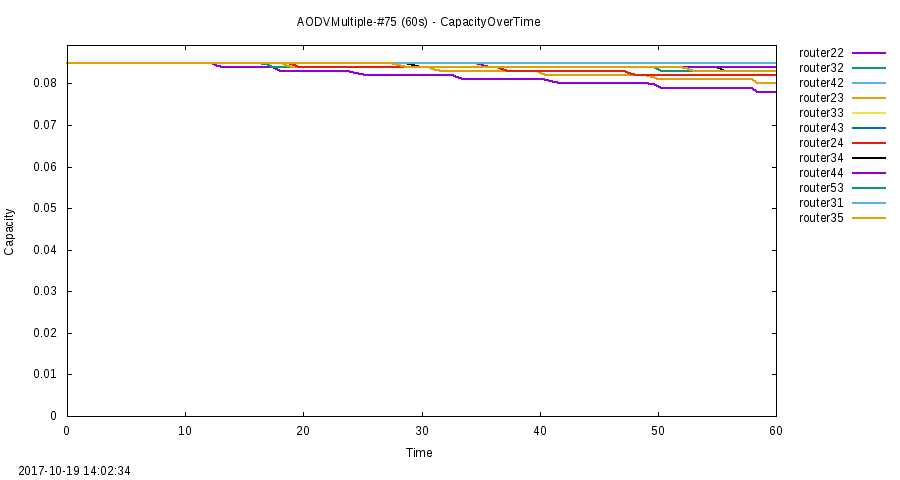 AODVMultiple-#75 (60s) - CapacityOverTime
router22
router32
router42
router23
router33
router43
router24
router34
router44
router53
router31
router35
Capacity
0.08
0.07
0.06
0.05
0.04
0.03
0.02
0.01
0
0 10 20 30 40 50 60
Time
2017-10-19 14:02:34